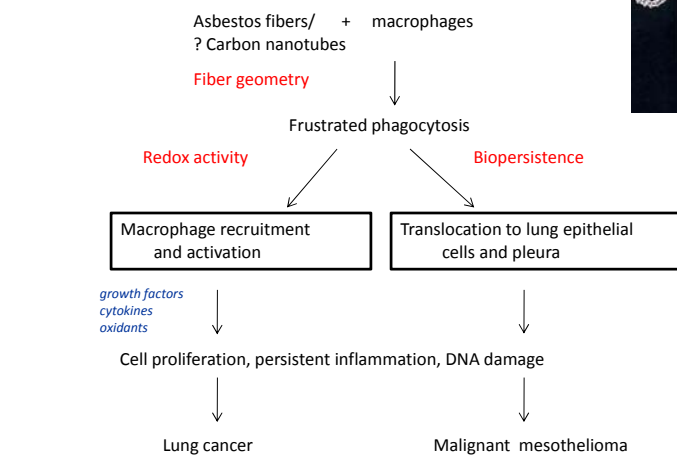 Asbestos fibers/ + macrophages
? Carbon nanotubes
Fiber geometry
Frustrated phagocytosis
Redox activity
Biopersistence
Macrophage recruitment
and activation
Translocation to lung epithelial
cells and pleura
growth factors
cytokines
oxidants
Cell proliferation, persistent inflammation, DNA damage
Lung cancer
Malignant mesothelioma